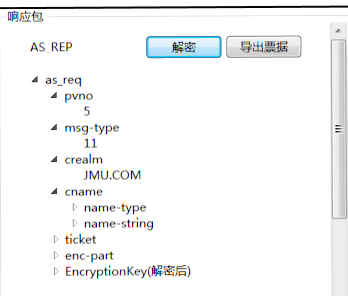 响应包
AS_REP 解密 导出票据
as_req
pvno
5
msg-type
11
crealm
JMU.COM
cname
name-type
name-string
ticket
enc-part
EncryptionKey(解密后)